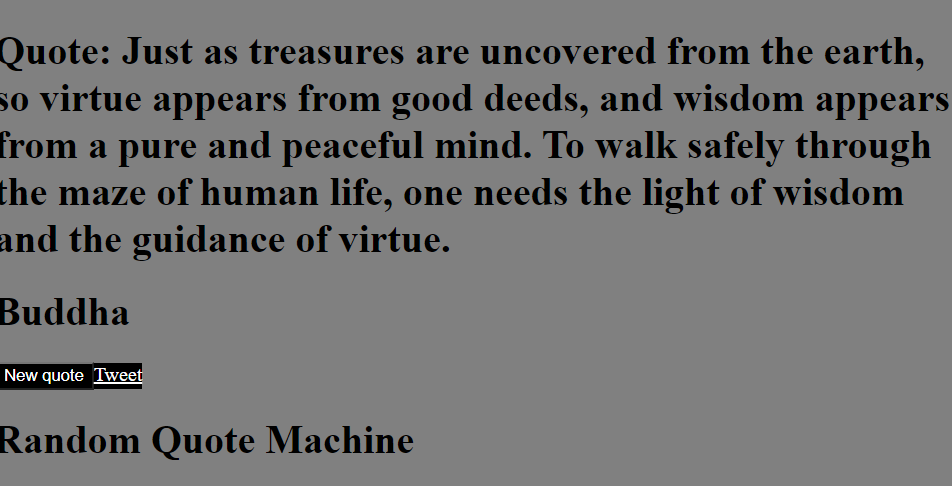 Quote: Just as treasures are uncovered from the earth,
so virtue appears from good deeds, and wisdom appears
from a pure and peaceful mind. To walk safely through
the maze of human life, one needs the light of wisdom
and the guidance of virtue.
Buddha
New quote Tweet
Random Quote Machine